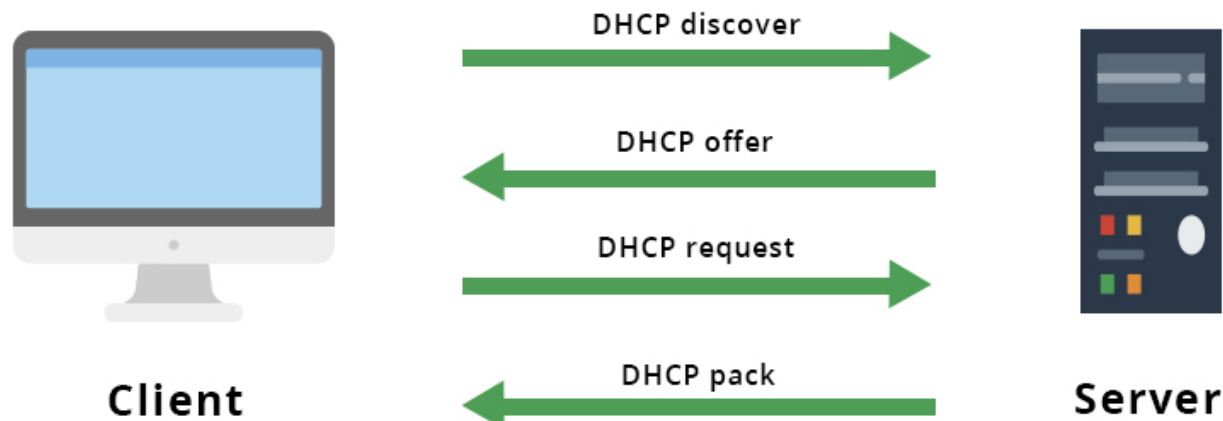 DHCP discover
DHCP offer
DHCP request
DHCP pack
Client
Server